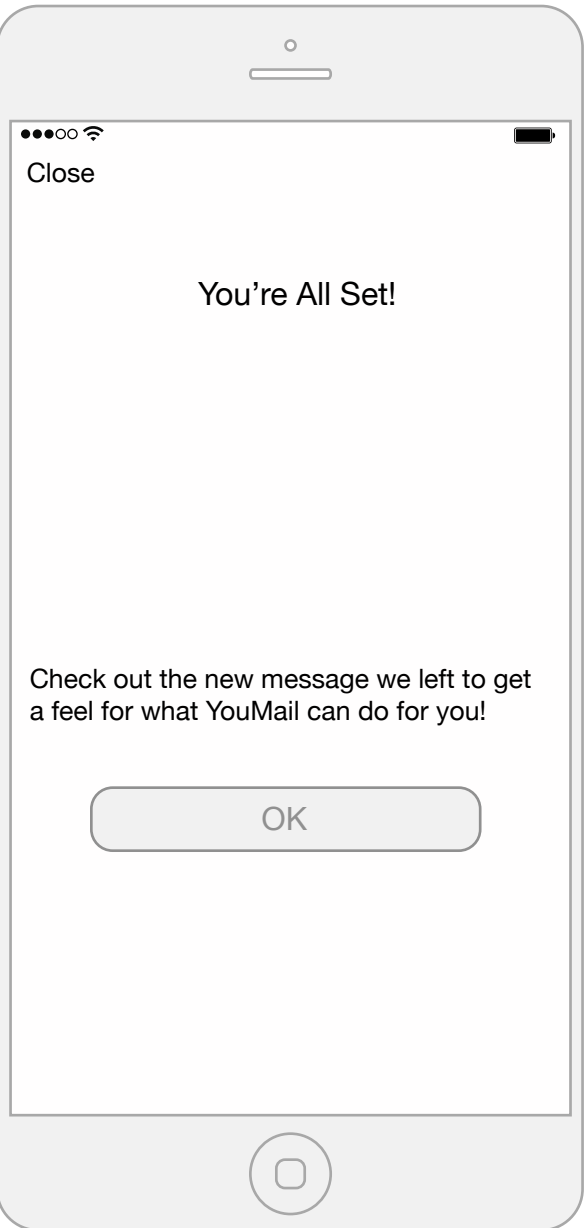 Close
You’re All Set!
Check out the new message we left to get
a feel for what YouMail can do for you!
OK